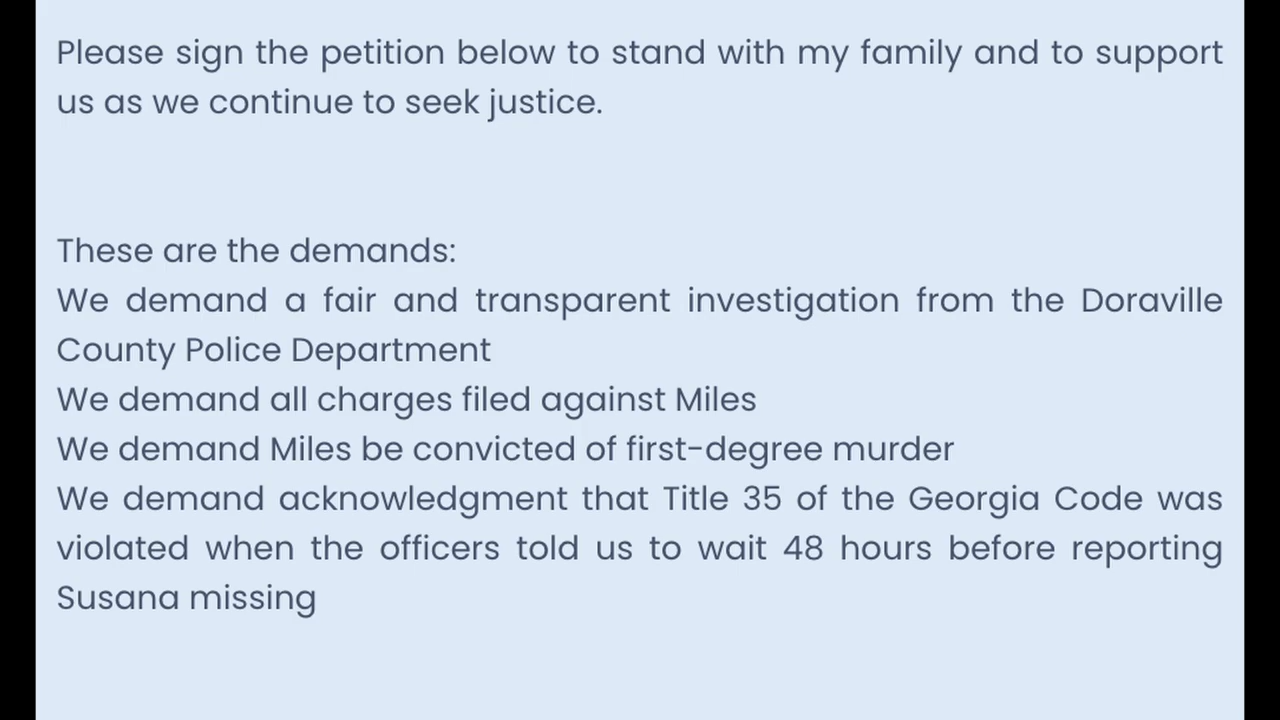 Please sign the petition below to stand with my family and to support
us as we continue to seek justice.
These are the demands:
We demand a fair and transparent investigation from the Doraville
County Police Department
We demand all charges filed against Miles
We demand Miles be convicted of first-degree murder
We demand acknowledgment that Title 35 of the Georgia Code was
violated when the officers told us to wait 48 hours before reporting
Susana missing